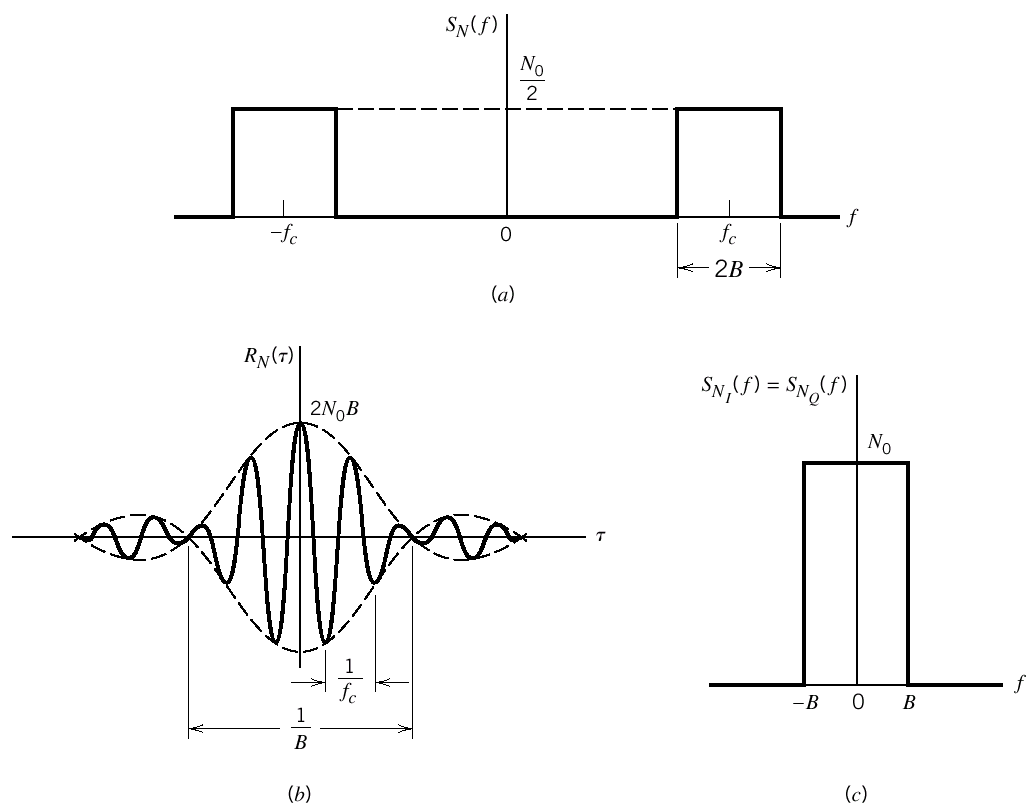 S_N(f)
N_0
2
-f_c
0
f_c
f
2B
(a)
R_N(τ)
2N_0B
τ
1
f_c
1
B
(b)
S_{N_I}(f) = S_{N_Q}(f)
N_0
-B
0
B
f
(c)